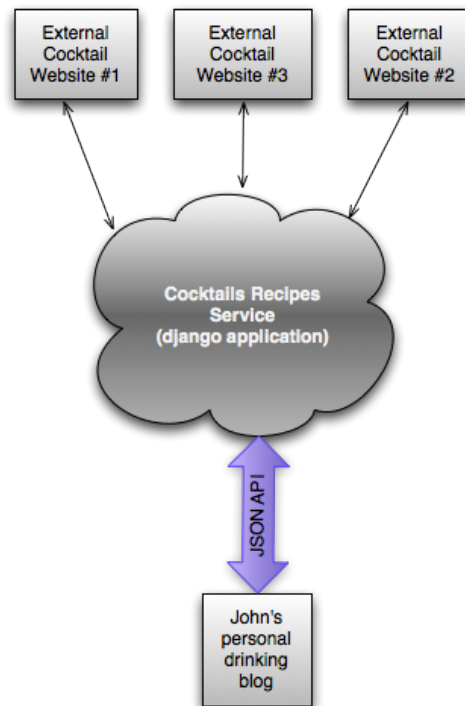 External
Cocktail
Website #1
External
Cocktail
Website #3
External
Cocktail
Website #2
Cocktails Recipes
Service
(django application)
JSON API
John's
personal
drinking
blog